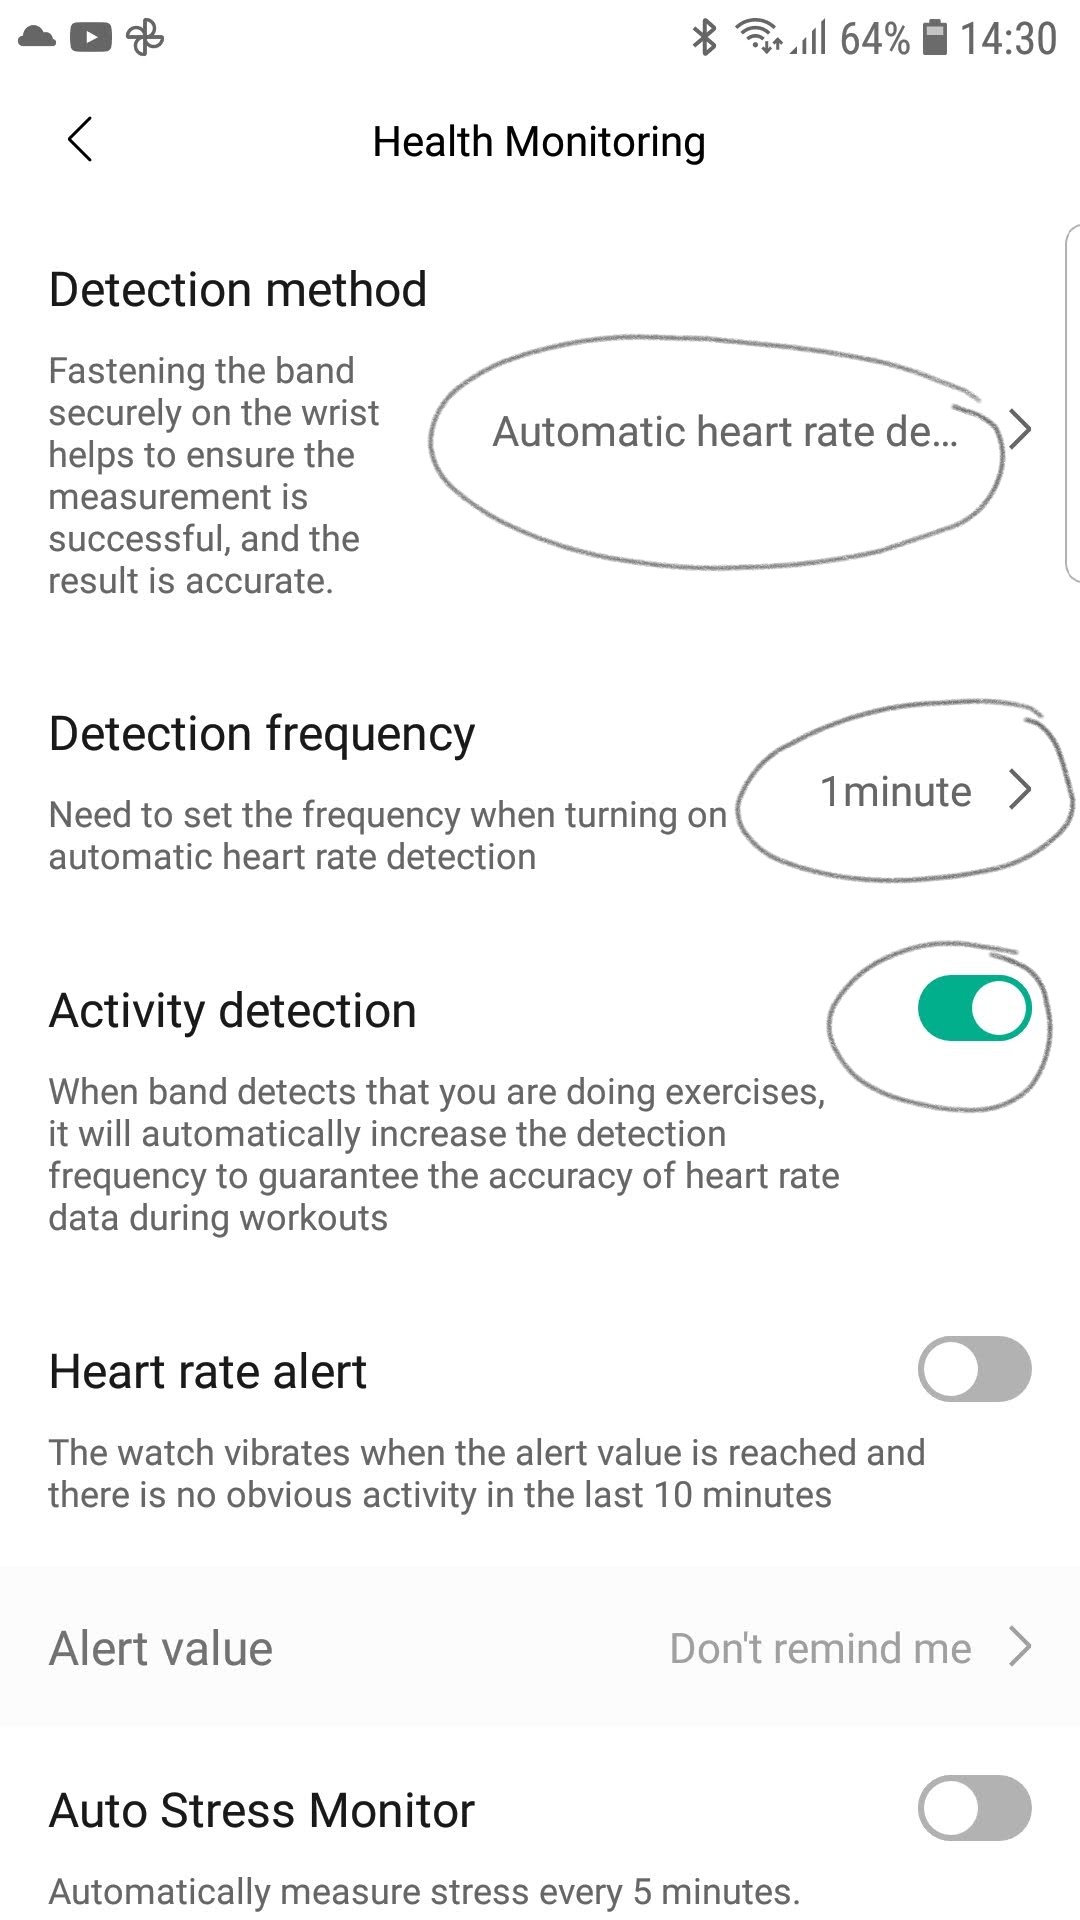 64% 14:30
Health Monitoring
Detection method
Fastening the band
securely on the wrist
helps to ensure the
measurement is
successful, and the
result is accurate.
Automatic heart rate de...
Detection frequency
Need to set the frequency when turning on
automatic heart rate detection
1minute
Activity detection
When band detects that you are doing exercises,
it will automatically increase the detection
frequency to guarantee the accuracy of heart rate
data during workouts
Heart rate alert
The watch vibrates when the alert value is reached and
there is no obvious activity in the last 10 minutes
Alert value
Don't remind me
Auto Stress Monitor
Automatically measure stress every 5 minutes.